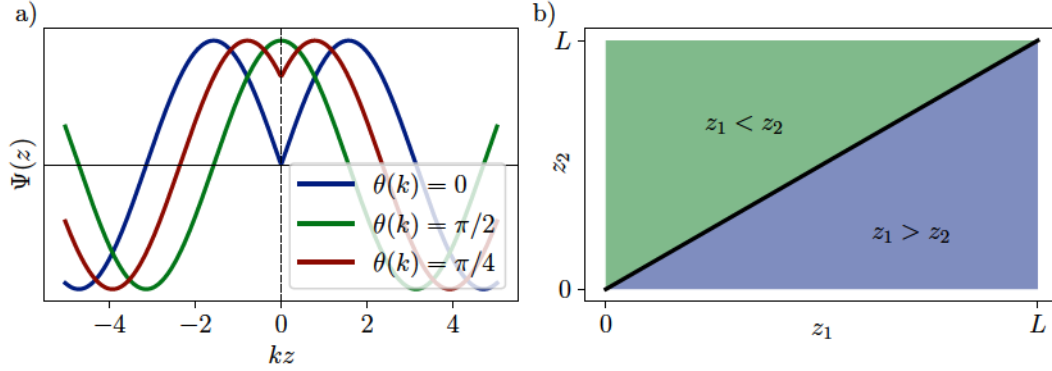 a)
Ψ(z)
θ(k) = 0
θ(k) = π/2
θ(k) = π/4
−4 −2 0 2 4
kz
b)
L
z₂
0
z₁ < z₂
z₁ > z₂
0 z₁ L